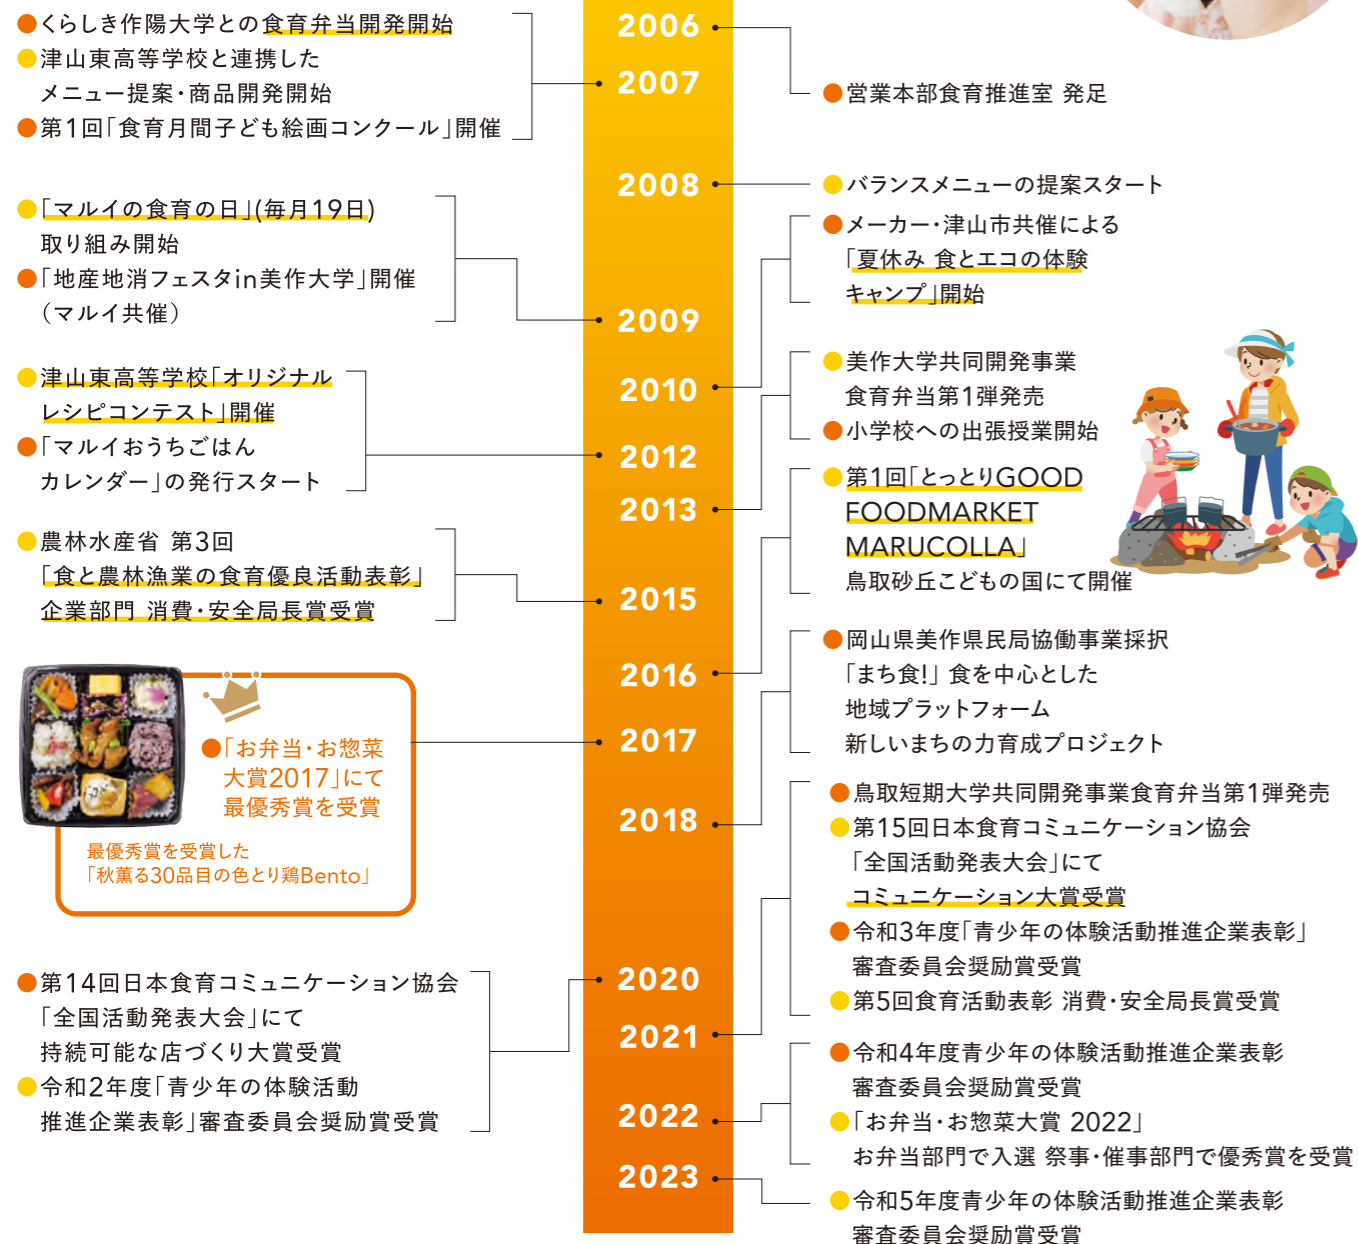 2006
●営業本部食育推進室 発足
2007
●くらしき作陽大学との食育弁当開発開始
●津山東高等学校と連携した
メニュー提案・商品開発開始
●第1回「食育月間子ども絵画コンクール」開催
2008
●バランスメニューの提案スタート
2009
●「マルイの食育の日」(毎月19日)
取り組み開始
●「地産地消フェスタin美作大学」開催
（マルイ共催）
2010
●メーカー・津山市共催による
「夏休み 食とエコの体験
キャンプ」開始
2012
●津山東高等学校「オリジナル
レシピコンテスト」開催
●「マルイおうちごはん
カレンダー」の発行スタート
2013
●美作大学共同開発事業
食育弁当第1弾発売
●小学校への出張授業開始
2015
●農林水産省 第3回
「食と農林漁業の食育優良活動表彰」
企業部門 消費・安全局長賞受賞
2016
●第1回「とっとりGOOD
FOODMARKET
MARUCOLLA」
鳥取砂丘こどもの国にて開催
2017
●「お弁当・お惣菜
大賞2017」にて
最優秀賞を受賞
最優秀賞を受賞した
「秋薫る30品目の色とり鶏Bento」
2018
●岡山県美作県民局協働事業採択
「まち食!」食を中心とした
地域プラットフォーム
新しいまちの力育成プロジェクト
2020
●第14回日本食育コミュニケーション協会
「全国活動発表大会」にて
持続可能な店づくり大賞受賞
●令和2年度「青少年の体験活動
推進企業表彰」審査委員会奨励賞受賞
2021
●鳥取短期大学共同開発事業食育弁当第1弾発売
●第15回日本食育コミュニケーション協会
「全国活動発表大会」にて
コミュニケーション大賞受賞
●令和3年度「青少年の体験活動推進企業表彰」
審査委員会奨励賞受賞
●第5回食育活動表彰 消費・安全局長賞受賞
2022
●令和4年度青少年の体験活動推進企業表彰
審査委員会奨励賞受賞
●「お弁当・お惣菜大賞 2022」
お弁当部門で入選 祭事・催事部門で優秀賞を受賞
2023
●令和5年度青少年の体験活動推進企業表彰
審査委員会奨励賞受賞